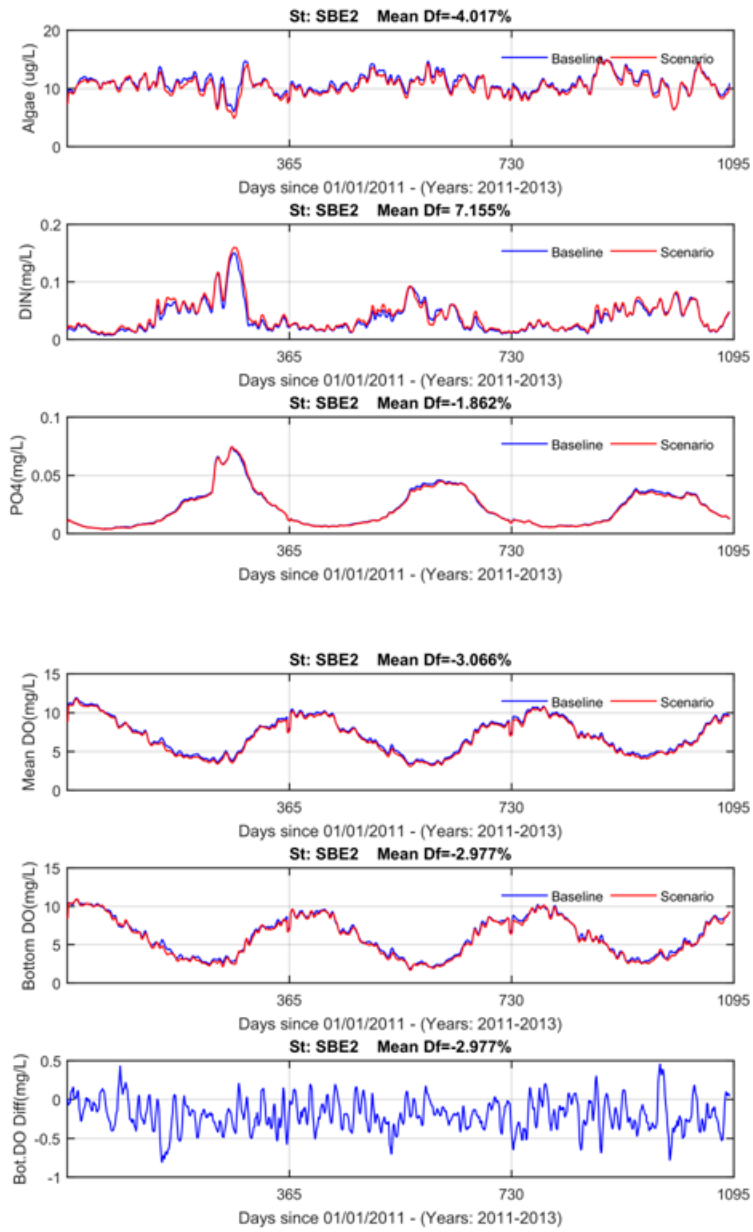 St: SBE2 Mean Df=-4.017%
20
10
0
Algae (ug/L)
Baseline Scenario
365 730 1095
Days since 01/01/2011 - (Years: 2011-2013)
St: SBE2 Mean Df= 7.155%
0.2
0.1
0
DIN(mg/L)
Baseline Scenario
365 730 1095
Days since 01/01/2011 - (Years: 2011-2013)
St: SBE2 Mean Df=-1.862%
0.1
0.05
0
PO4(mg/L)
Baseline Scenario
365 730 1095
Days since 01/01/2011 - (Years: 2011-2013)
St: SBE2 Mean Df=-3.066%
15
10
5
0
Mean DO(mg/L)
Baseline Scenario
365 730 1095
Days since 01/01/2011 - (Years: 2011-2013)
St: SBE2 Mean Df=-2.977%
15
10
5
0
Bottom DO(mg/L)
Baseline Scenario
365 730 1095
Days since 01/01/2011 - (Years: 2011-2013)
St: SBE2 Mean Df=-2.977%
0.5
0
-0.5
-1
Bot.DO Diff(mg/L)
365 730 1095
Days since 01/01/2011 - (Years: 2011-2013)